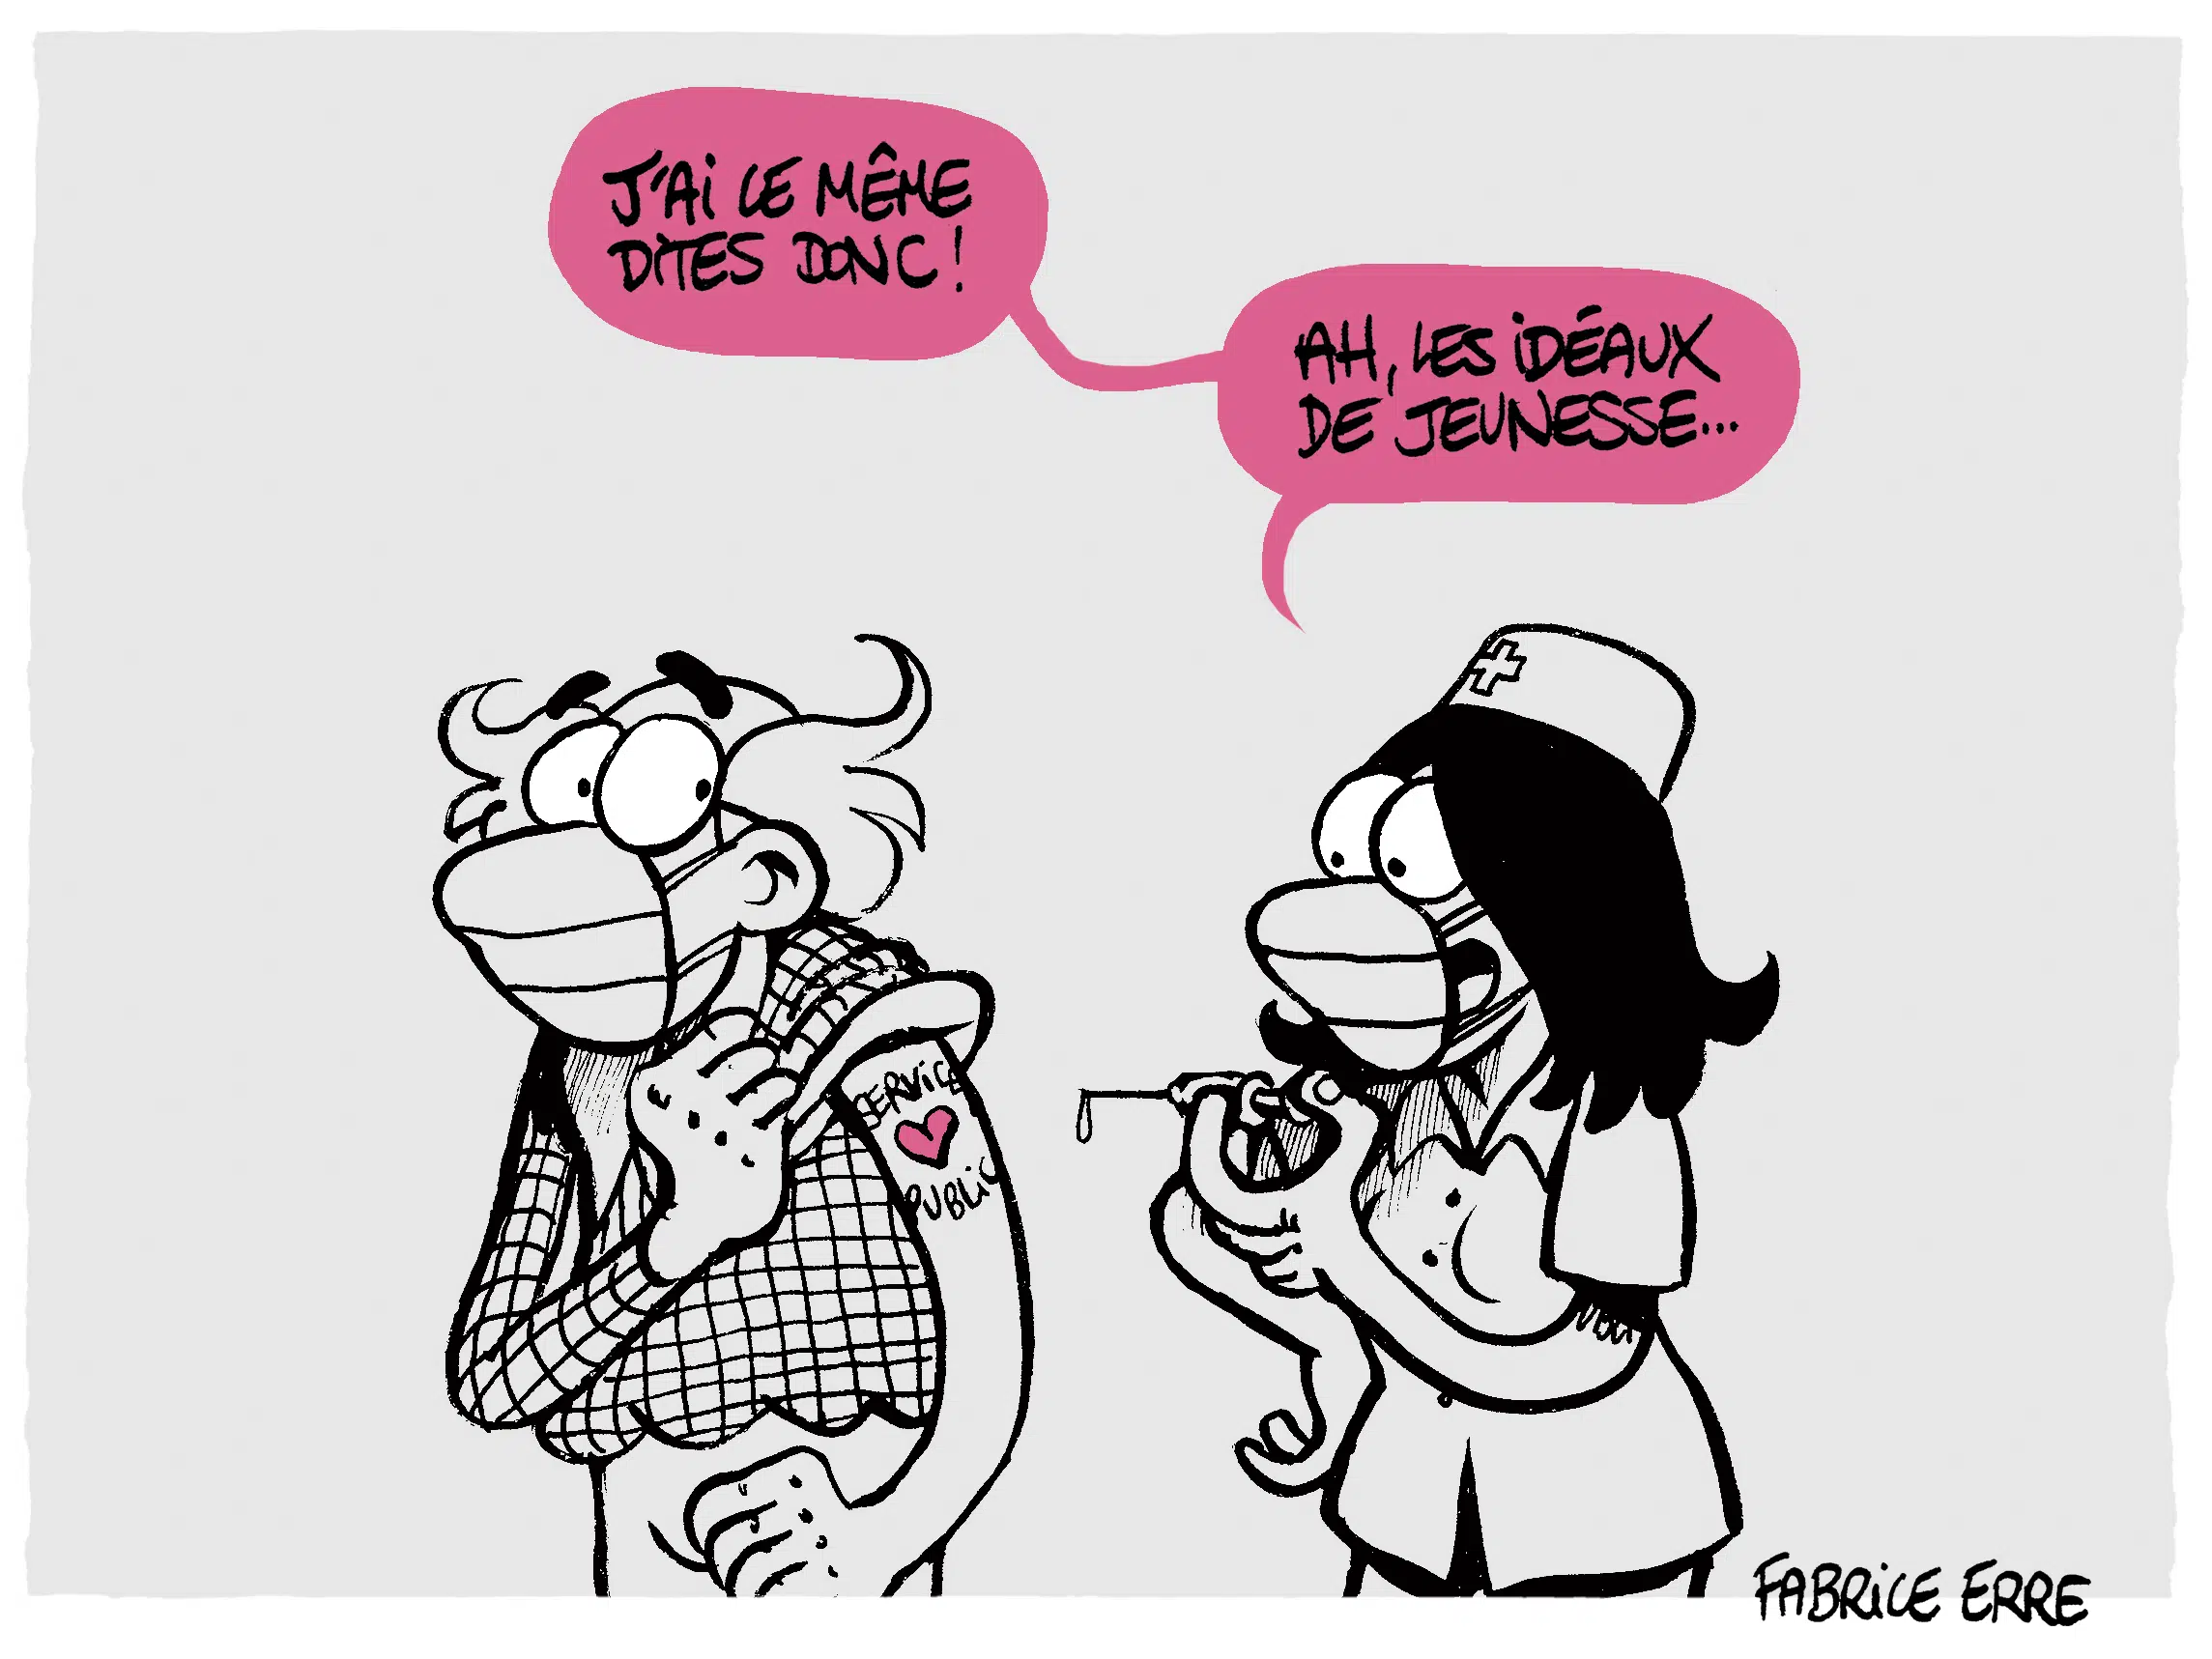 J'Ai LE MÊME
DiTES DONC !
AH, LES iDÉAUX
DE JEUNESSE...
SERViCE
PUBLiC
FABRiCE ERRE